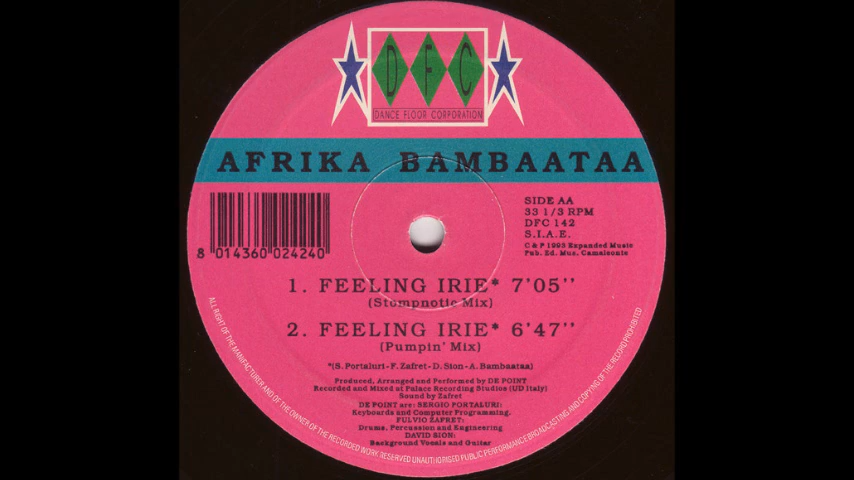 DFC
DANCE FLOOR CORPORATION
AFRIKA BAMBAATAA
SIDE AA
33 1/3 RPM
DFC 142
S.I.A.E.
C & P 1993 Expanded Music
Pub. Ed. Mus. Camaisonte
8 014360 024240
1. FEELING IRIE* 7'05''
(Stompnotic Mix)
2. FEELING IRIE* 6'47''
(Pumpin' Mix)
*(S. Portaluri - F. Zafret - D. Sion - A. Bambaataa)
Produced, Arranged and Performed by DE POINT
Recorded and Mixed at Palace Recording Studios (UD Italy)
Sound by Zafret
DE POINT are: SERGIO PORTALURI:
Keyboards and Computer Programming.
FULVIO ZAFRET:
Drums, Percussion and Engineering
DAVID SION:
Background Vocals and Guitar
ALL RIGHT OF THE MANUFACTURER AND OF THE OWNER OF THE RECORDED WORK RESERVED UNAUTHORISED PUBLIC PERFORMANCE BROADCASTING AND COPYING OF THE RECORD PROHIBITED